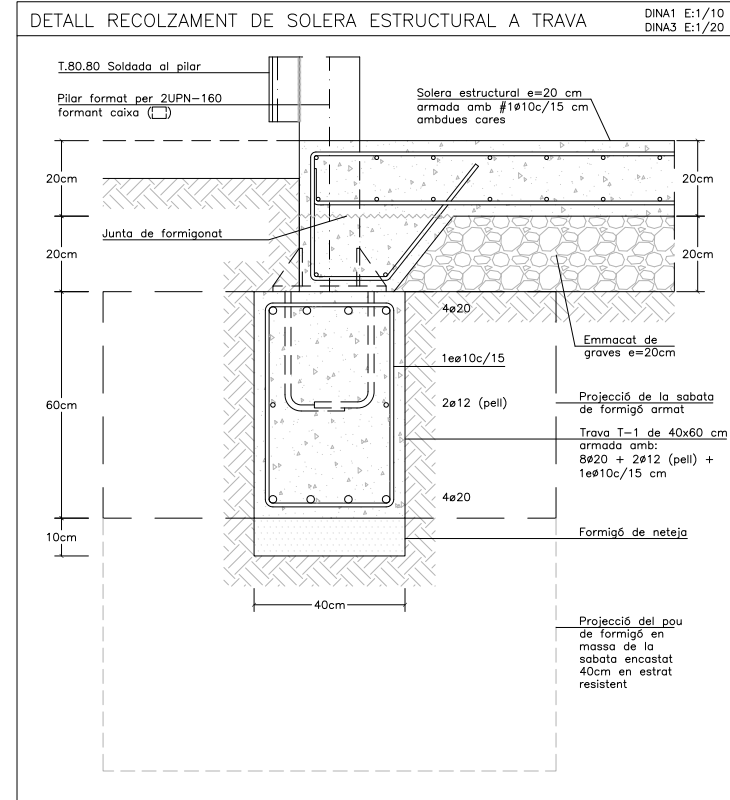 DETALL RECOLZAMENT DE SOLERA ESTRUCTURAL A TRAVA
DINA1 E:1/10
DINA3 E:1/20
T.80.80 Soldada al pilar
Pilar format per 2UPN-160
formant caixa ( )
Solera estructural e=20 cm
armada amb #1ø10c/15 cm
ambdues cares
20cm
20cm
Junta de formigonat
20cm
20cm
4ø20
Emmacat de
graves e=20cm
1eø10c/15
2ø12 (pell)
Projecció de la sabata
de formigó armat
60cm
Trava T-1 de 40x60 cm
armada amb:
8ø20 + 2ø12 (pell) +
1eø10c/15 cm
4ø20
10cm
Formigó de neteja
40cm
Projecció del pou
de formigó en
massa de la
sabata encastat
40cm en estrat
resistent